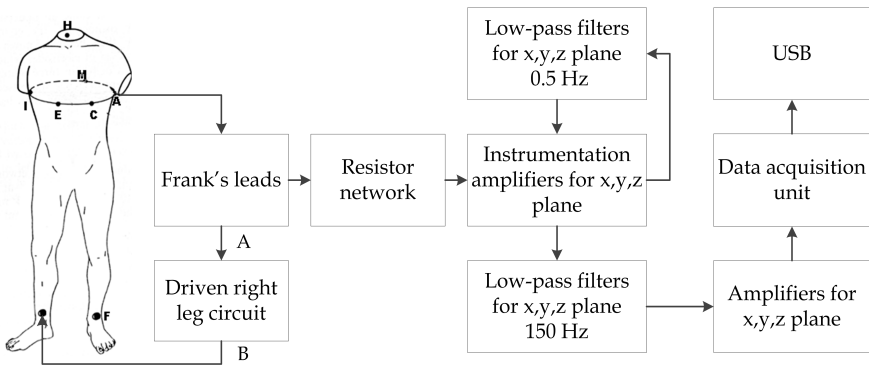 H
M
I
E
C
A
F
Frank's leads
A
Driven right
leg circuit
B
Resistor
network
Low-pass filters
for x,y,z plane
0.5 Hz
Instrumentation
amplifiers for x,y,z
plane
Low-pass filters
for x,y,z plane
150 Hz
USB
Data acquisition
unit
Amplifiers for
x,y,z plane